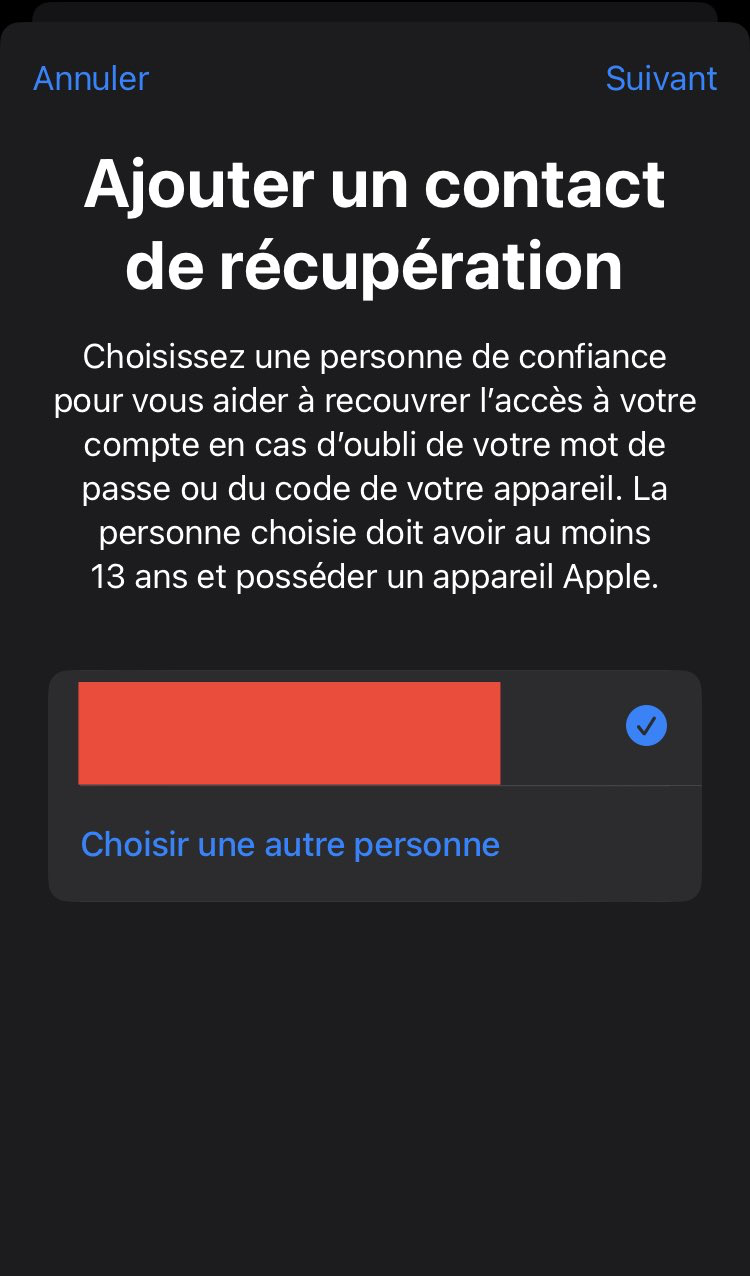 Annuler
Suivant
Ajouter un contact
de récupération
Choisissez une personne de confiance
pour vous aider à recouvrer l’accès à votre
compte en cas d’oubli de votre mot de
passe ou du code de votre appareil. La
personne choisie doit avoir au moins
13 ans et posséder un appareil Apple.
Choisir une autre personne